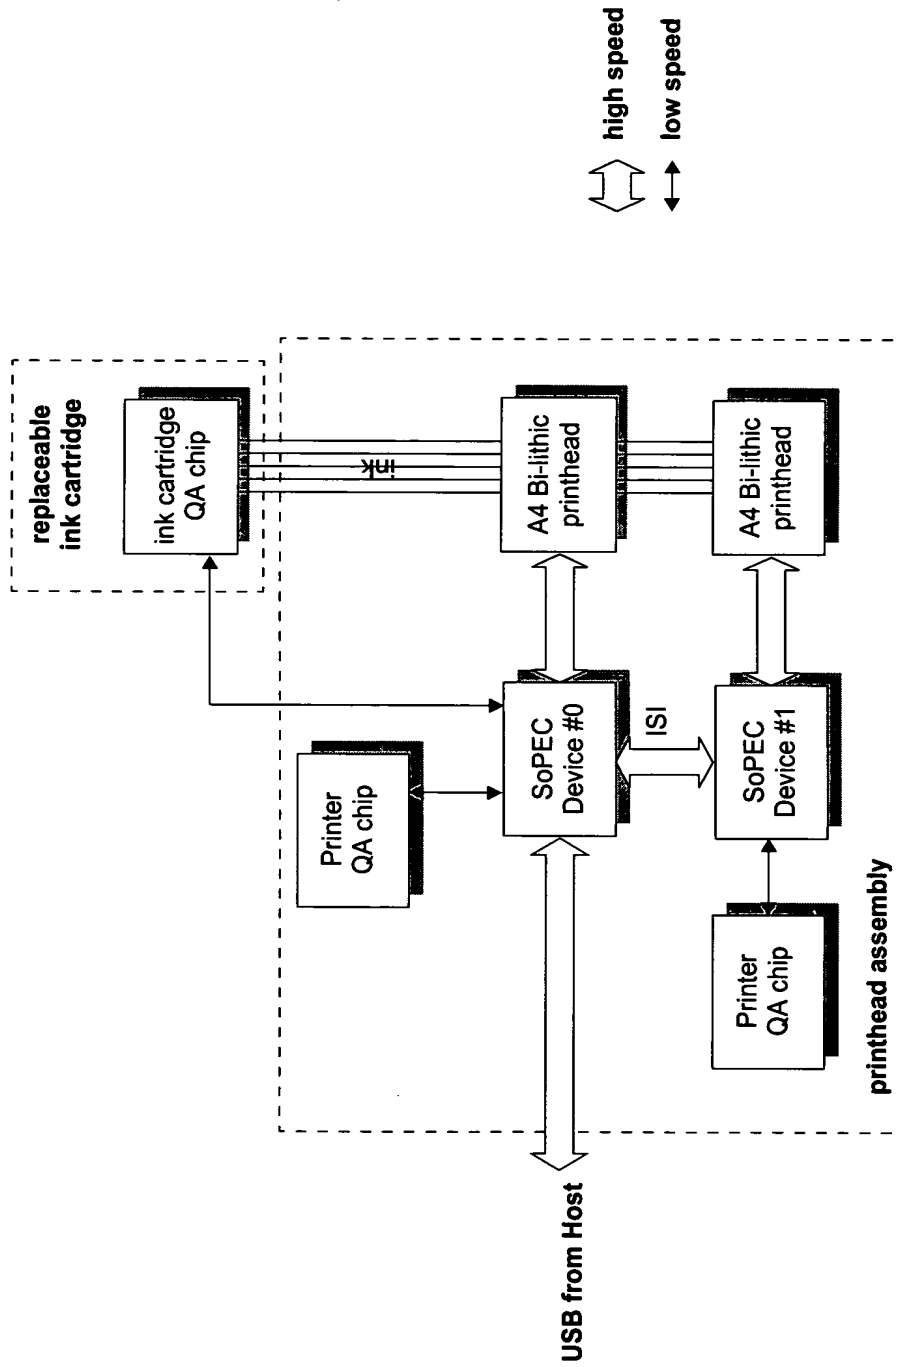 replaceable
ink cartridge
ink cartridge
QA chip
ink
Printer
QA chip
USB from Host
SoPEC
Device #0
A4 Bi-lithic
printhead
high speed
low speed
ISI
Printer
QA chip
SoPEC
Device #1
A4 Bi-lithic
printhead
printhead assembly